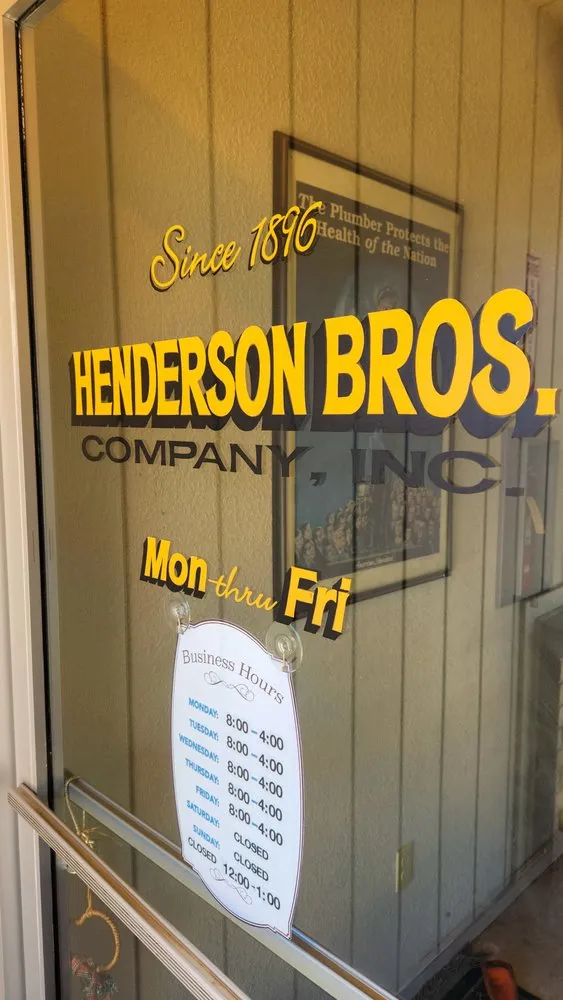 The Plumber Protects the
Health of the Nation
Since 1896
HENDERSON BROS.
COMPANY, INC.
Mon thru Fri
Business Hours
MONDAY: 8:00-4:00
TUESDAY: 8:00-4:00
WEDNESDAY: 8:00-4:00
THURSDAY: 8:00-4:00
FRIDAY: 8:00-4:00
SATURDAY: CLOSED
SUNDAY: CLOSED
CLOSED 12:00-1:00